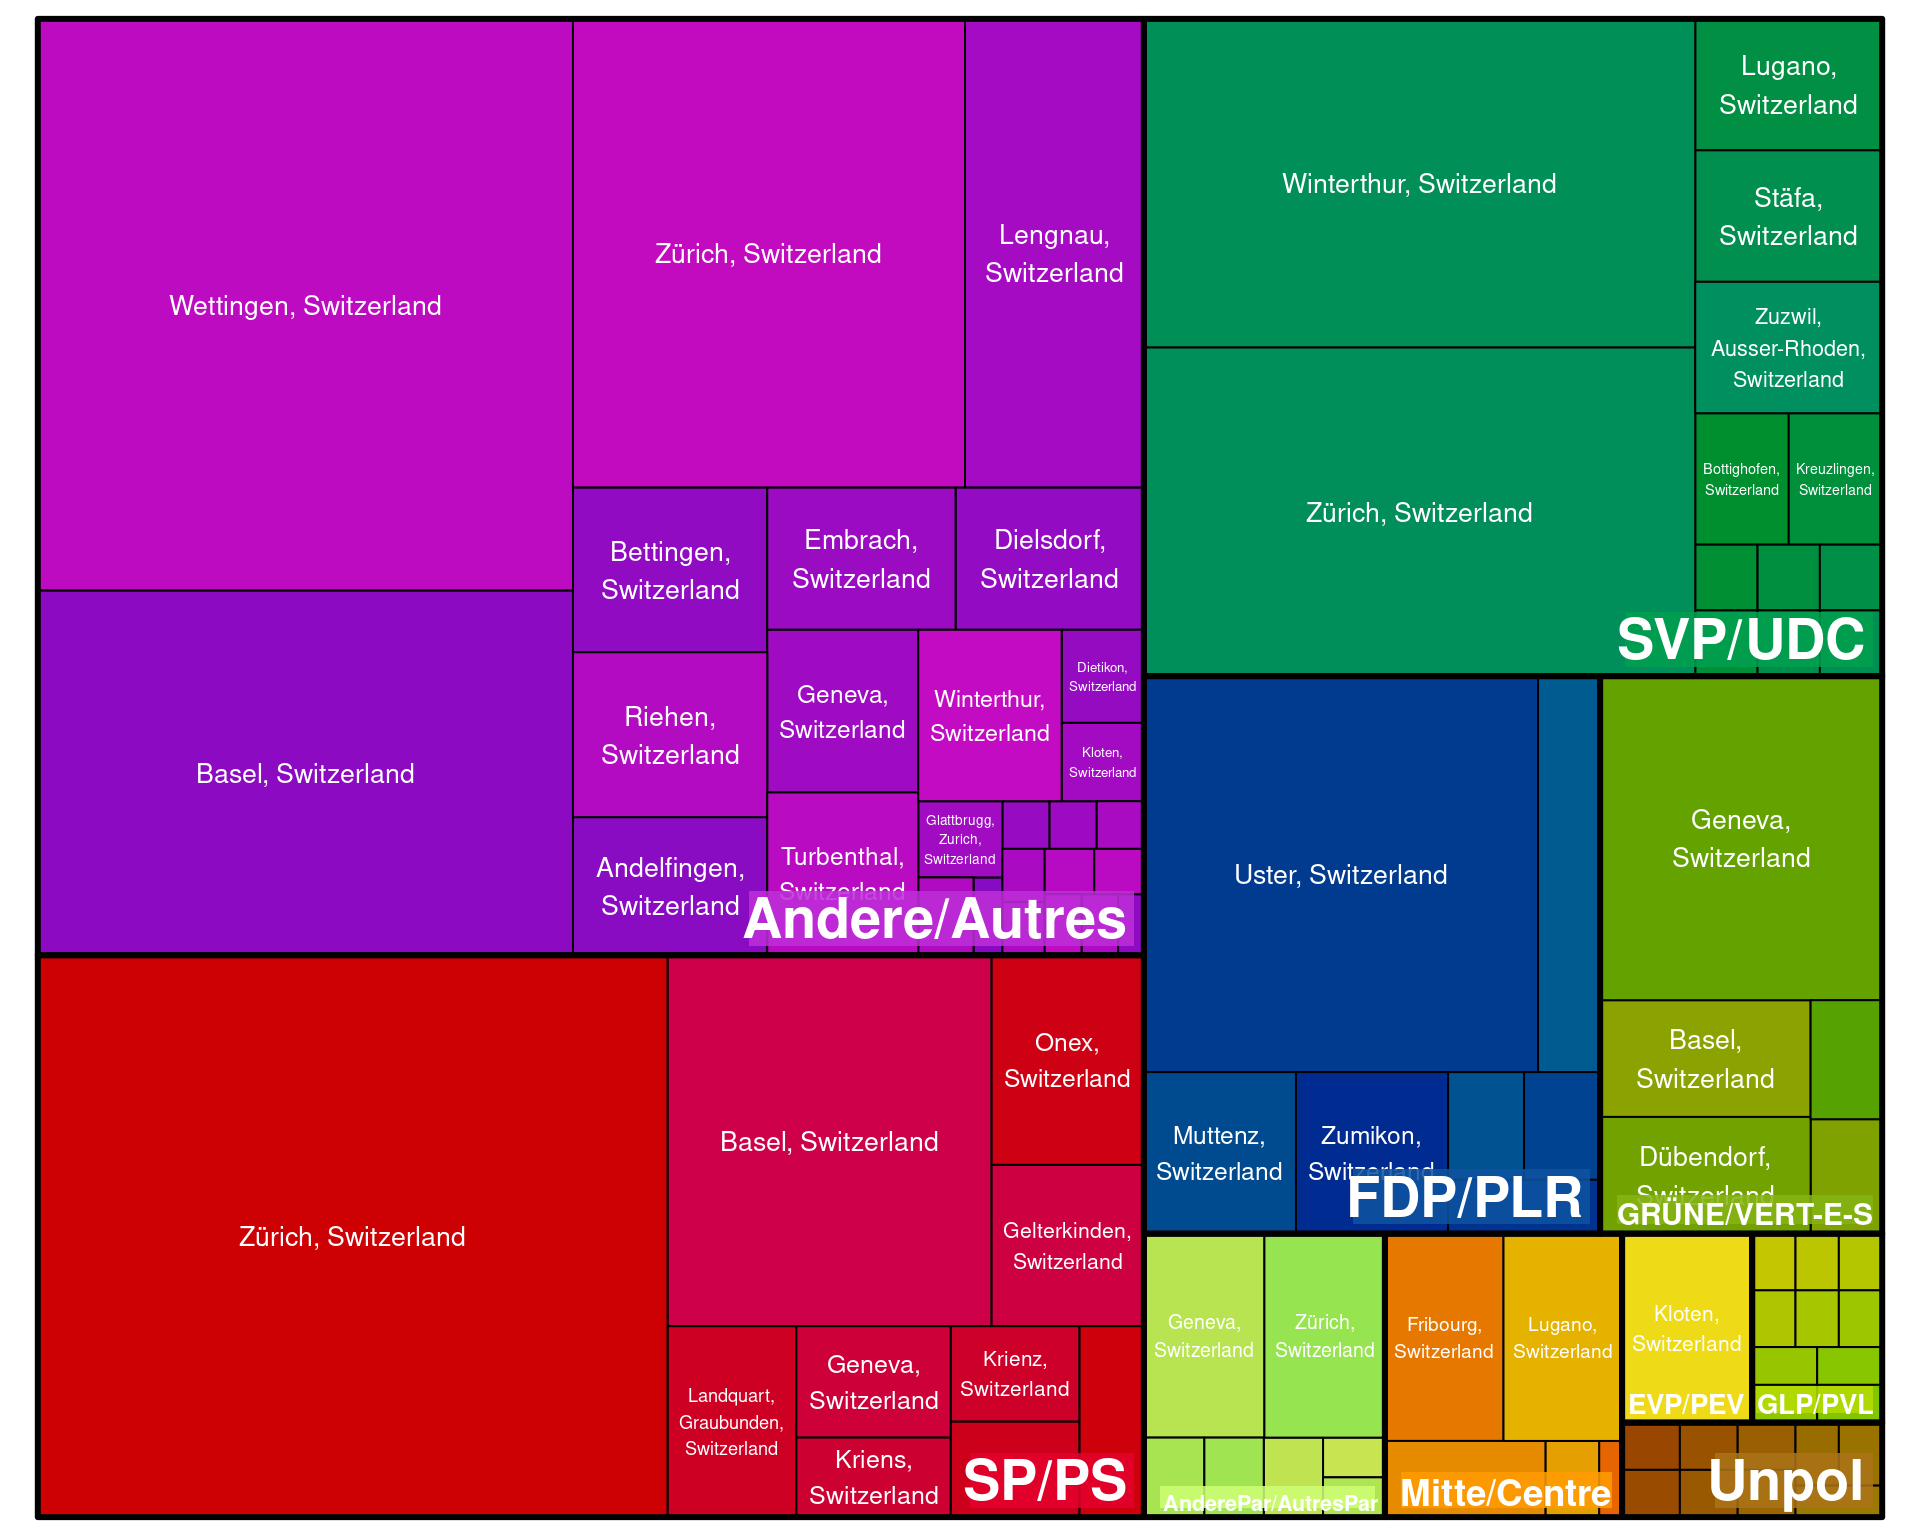 Wettingen, Switzerland
Zürich, Switzerland
Lengnau,
Switzerland
Bettingen,
Switzerland
Embrach,
Switzerland
Dielsdorf,
Switzerland
Riehen,
Switzerland
Geneva,
Switzerland
Winterthur,
Switzerland
Dietikon,
Switzerland
Kloten,
Switzerland
Basel, Switzerland
Andelfingen,
Switzerland
Turbenthal,
Switzerland
Glattbrugg,
Zurich,
Switzerland
Andere/Autres
Zürich, Switzerland
Basel, Switzerland
Onex,
Switzerland
Gelterkinden,
Switzerland
Landquart,
Graubunden,
Switzerland
Geneva,
Switzerland
Krienz,
Switzerland
Kriens,
Switzerland
SP/PS
Winterthur, Switzerland
Lugano,
Switzerland
Stäfa,
Switzerland
Zuzwil,
Ausser-Rhoden,
Switzerland
Zürich, Switzerland
Bottighofen,
Switzerland
Kreuzlingen,
Switzerland
SVP/UDC
Uster, Switzerland
Muttenz,
Switzerland
Zumikon,
Switzerland
FDP/PLR
Geneva,
Switzerland
Basel,
Switzerland
Dübendorf,
Switzerland
GRÜNE/VERT-E-S
Geneva,
Switzerland
Zürich,
Switzerland
AnderePar/AutresPar
Fribourg,
Switzerland
Lugano,
Switzerland
Mitte/Centre
Kloten,
Switzerland
EVP/PEV
GLP/PVL
Unpol